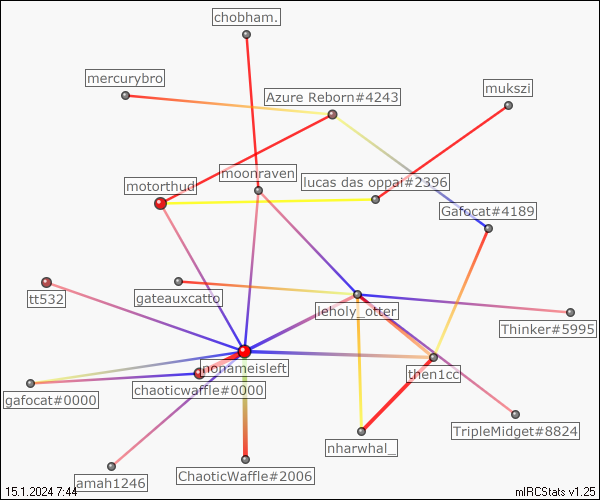 chobham.
mercurybro
mukszi
Azure Reborn#4243
moonraven
lucas das oppai#2396
motorthud
Gafocat#4189
tt532
gateauxcatto
leholy_otter
Thinker#5995
nonameisleft
then1cc
chaoticwaffle#0000
gafocat#0000
TripleMidget#8824
nharwhal_
ChaoticWaffle#2006
amah1246
15.1.2024 7:44
mIRCStats v1.25